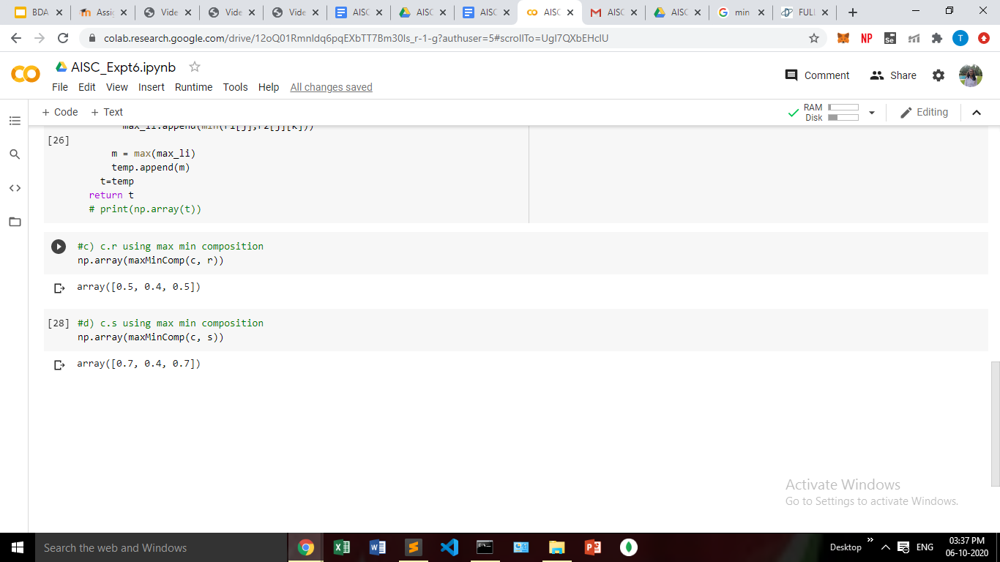 BDA
Assig
Vide
Vide
Vide
AISC
AISC
AISC
AISC
AISC
AISC
min
FULL
colab.research.google.com/drive/12oQ01Rmnldq6pqEXbTT7Bm30ls_r-1-g?authuser=5#scrollTo=Ugl7QXbEHclU
NP
Se
T
CO AISC_Expt6.ipynb
File Edit View Insert Runtime Tools Help All changes saved
Comment Share
+ Code + Text
RAM
Disk
Editing
max_li.append(min(r1[j],r2[j][k]))
[26]
m = max(max_li)
temp.append(m)
t=temp
return t
# print(np.array(t))
#c) c.r using max min composition
np.array(maxMinComp(c, r))
array([0.5, 0.4, 0.5])
[28] #d) c.s using max min composition
np.array(maxMinComp(c, s))
array([0.7, 0.4, 0.7])
Activate Windows
Go to Settings to activate Windows.
Search the web and Windows
Desktop
ENG
03:37 PM
06-10-2020